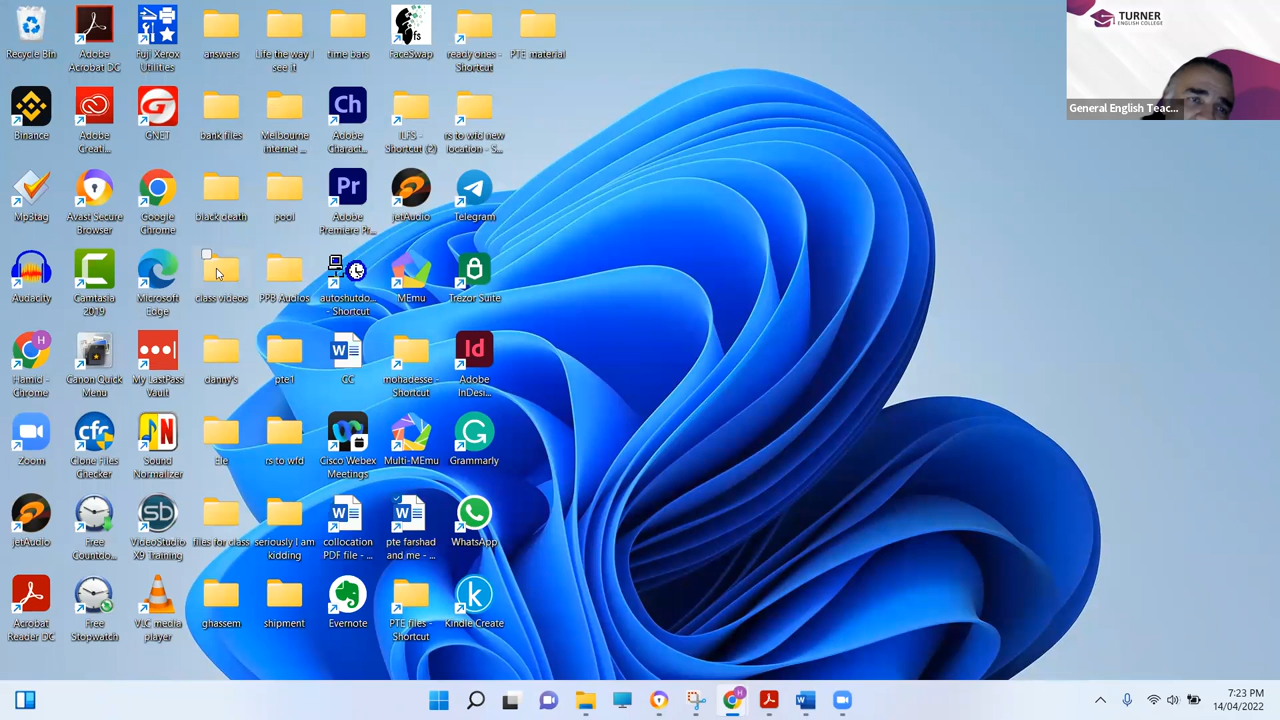 TURNER
ENGLISH COLLEGE
General English Teac...
Recycle Bin
Adobe
Acrobat DC
Fuji Xerox
Utilities
answers
Life the way I
see it
time bars
FaceSwap
ready ones -
Shortcut
PTE material
Binance
Adobe
Creati...
GNET
bank files
Melbourne
Internet ...
Adobe
Charact...
ILFS -
Shortcut (2)
rs to wfd new
location - S...
Mp3tag
Avast Secure
Browser
Google
Chrome
black death
pool
Adobe
Premiere Pr...
jetAudio
Telegram
Audacity
Camtasia
2019
Microsoft
Edge
class videos
PPB Audios
autoshutdo...
- Shortcut
MEmu
Trezor Suite
Hamid -
Chrome
Canon Quick
Menu
My LastPass
Vault
danny's
pte1
CC
monadesse -
Shortcut
Adobe
InDesi...
Zoom
Clone Files
Checker
Sound
Normalizer
Ele
rs to wfd
Cisco Webex
Meetings
Multi-MEmu
Grammarly
jetAudio
Free
Countdo...
VideoStudio
X9 Training
files for class
seriously I am
kidding
collocation
PDF file - ...
pte farshad
and me - ...
WhatsApp
Acrobat
Reader DC
Free
Stopwatch
VLC media
player
ghassem
shipment
Evernote
PTE files -
Shortcut
Kindle Create
7:23 PM
14/04/2022